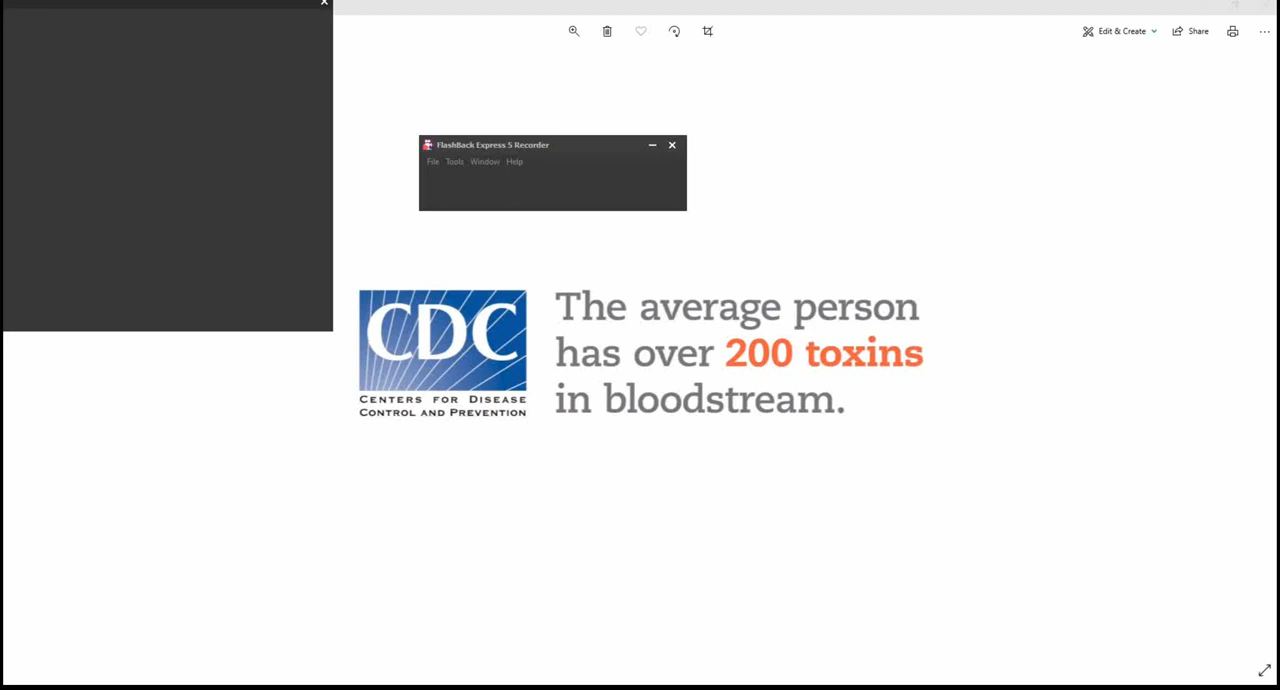 Edit & Create
Share
FlashBack Express 5 Recorder
File Tools Window Help
CDC
CENTERS FOR DISEASE
CONTROL AND PREVENTION
The average person
has over 200 toxins
in bloodstream.